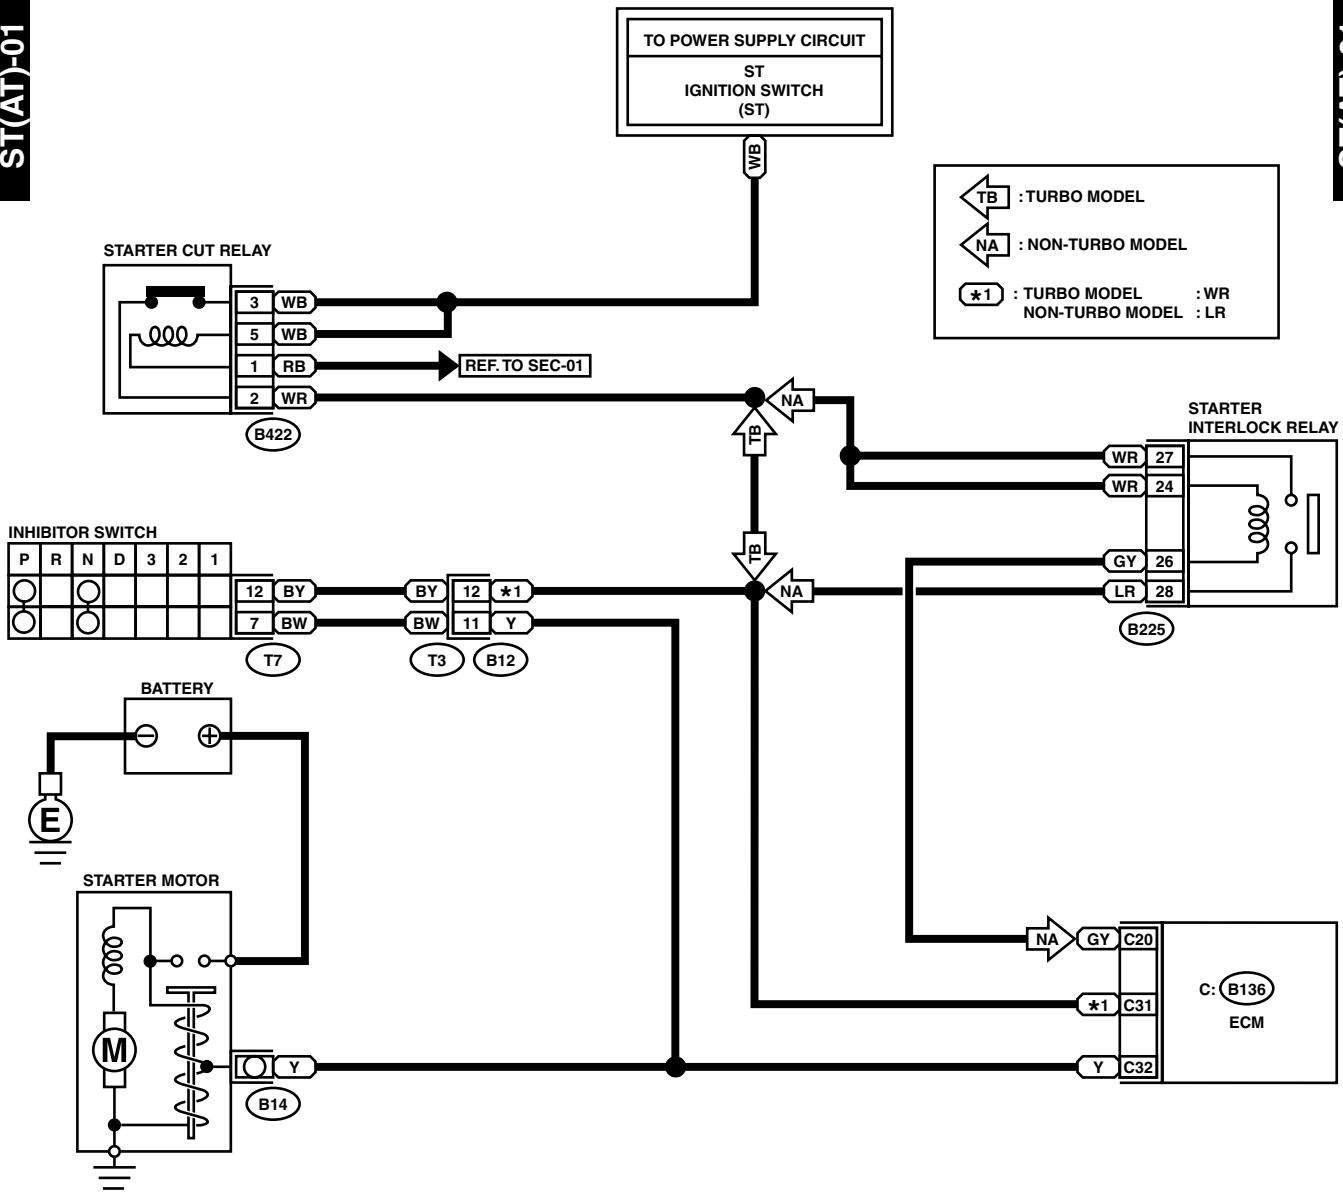 ST(AT)-01
TO POWER SUPPLY CIRCUIT
ST
IGNITION SWITCH
(ST)
WB
TB : TURBO MODEL
NA : NON-TURBO MODEL
*1 : TURBO MODEL : WR
NON-TURBO MODEL : LR
STARTER CUT RELAY
3 WB
5 WB
1 RB REF. TO SEC-01
2 WR
B422
NA
TB
TB
NA
STARTER
INTERLOCK RELAY
WR 27
WR 24
GY 26
LR 28
B225
INHIBITOR SWITCH
P R N D 3 2 1
12 BY BY 12 *1
7 BW BW 11 Y
T7 T3 B12
BATTERY
− +
E
STARTER MOTOR
M
Y
B14
NA GY C20
*1 C31
Y C32
C: B136
ECM